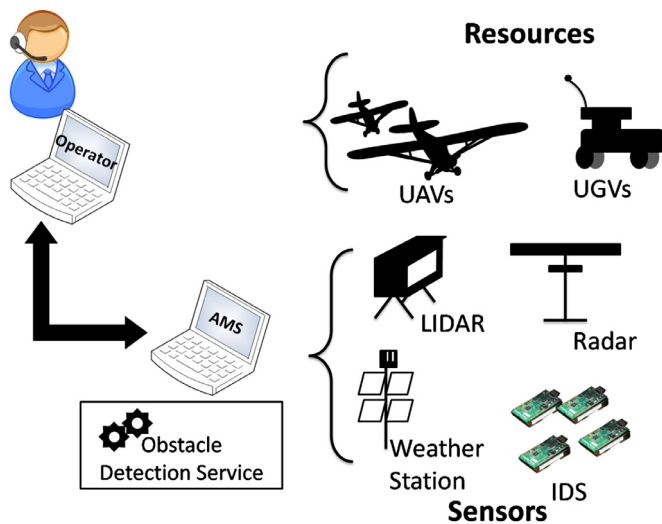 Resources
Operator
UAVs
UGVs
AMS
LIDAR
Radar
Obstacle
Detection Service
Weather
Station
IDS
Sensors